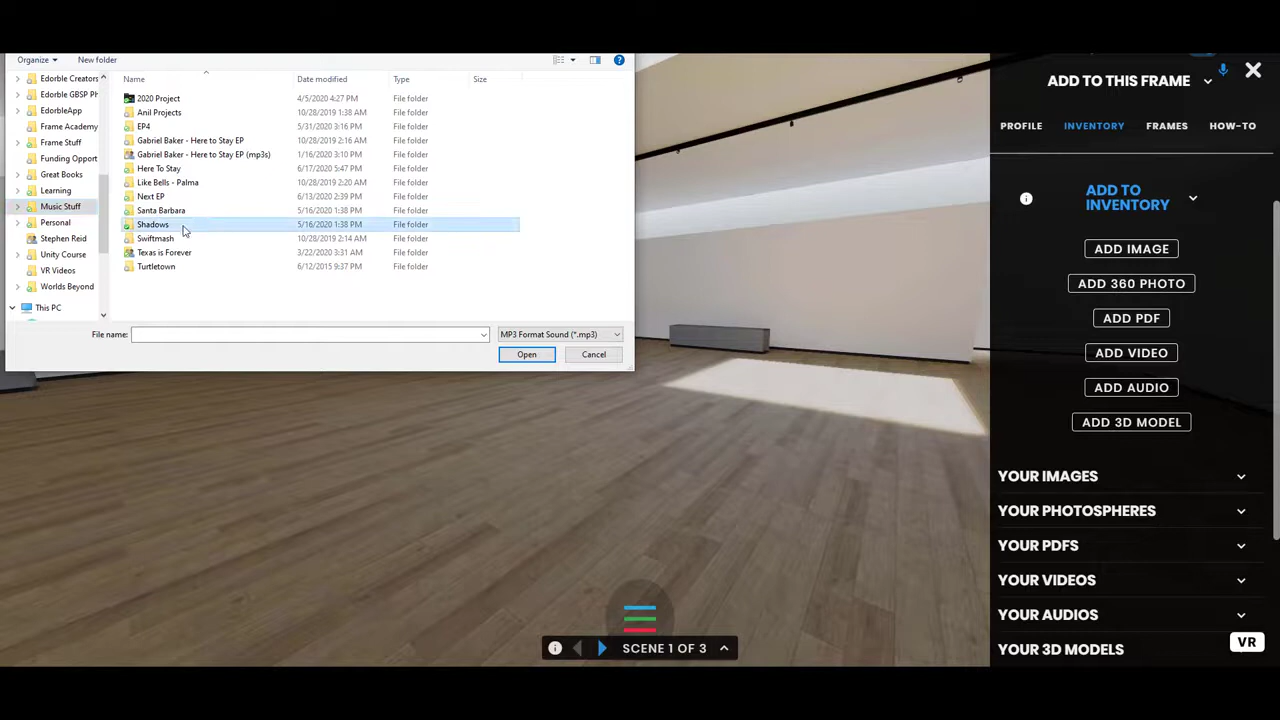 Organize
New folder
Name
Date modified
Type
Size
Edorble Creators
Edorble GBSP Ph
EdorbleApp
Frame Academy
Frame Stuff
Funding Opport
Great Books
Learning
Music Stuff
Personal
Stephen Reid
Unity Course
VR Videos
Worlds Beyond
This PC
2020 Project 4/5/2020 4:27 PM File folder
Anil Projects 10/28/2019 1:38 AM File folder
EP4 5/31/2020 3:16 PM File folder
Gabriel Baker - Here to Stay EP 10/28/2019 2:16 AM File folder
Gabriel Baker - Here to Stay EP (mp3s) 1/16/2020 3:10 PM File folder
Here To Stay 6/17/2020 5:47 PM File folder
Like Bells - Palma 10/28/2019 2:20 AM File folder
Next EP 6/13/2020 2:39 PM File folder
Santa Barbara 5/16/2020 1:38 PM File folder
Shadows 5/16/2020 1:38 PM File folder
Swiftmash 10/28/2019 2:14 AM File folder
Texas is Forever 3/22/2020 3:31 AM File folder
Turtletown 6/12/2015 9:37 PM File folder
File name:
MP3 Format Sound (*.mp3)
Open
Cancel
ADD TO THIS FRAME
PROFILE
INVENTORY
FRAMES
HOW-TO
ADD TO
INVENTORY
ADD IMAGE
ADD 360 PHOTO
ADD PDF
ADD VIDEO
ADD AUDIO
ADD 3D MODEL
YOUR IMAGES
YOUR PHOTOSPHERES
YOUR PDFS
YOUR VIDEOS
YOUR AUDIOS
YOUR 3D MODELS
VR
SCENE 1 OF 3